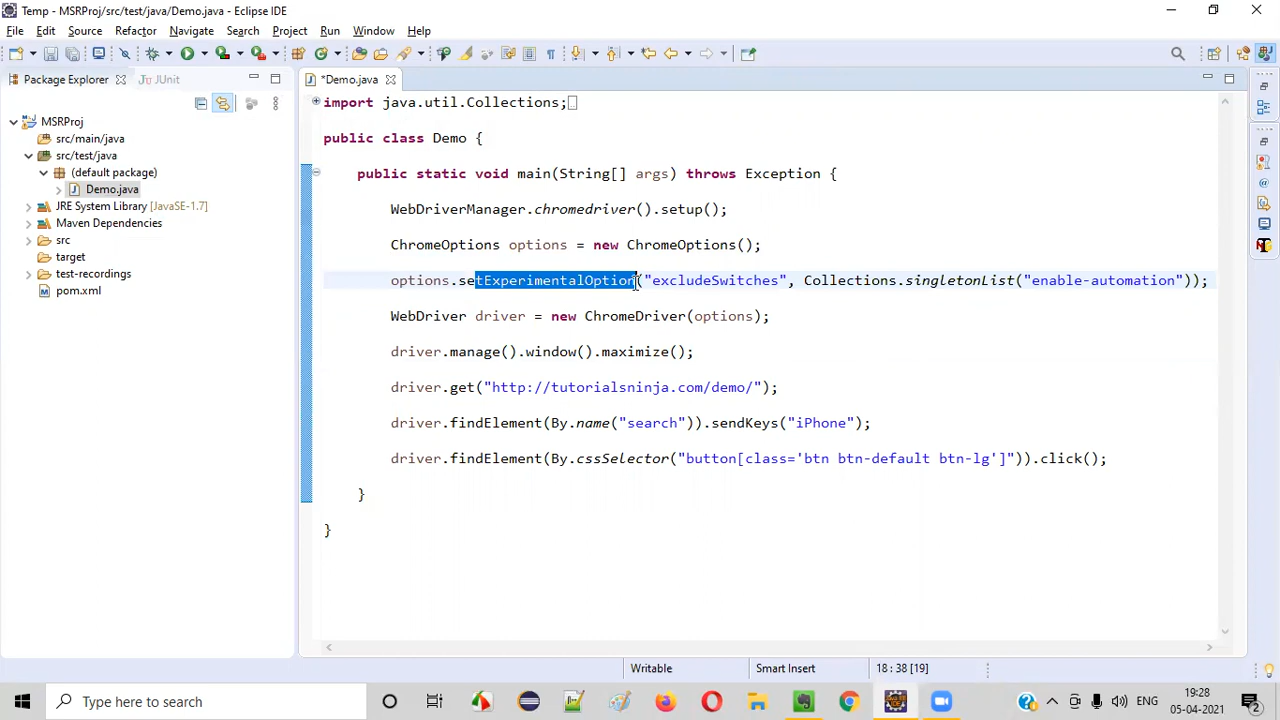 Temp - MSRProj/src/test/java/Demo.java - Eclipse IDE
File Edit Source Refactor Navigate Search Project Run Window Help
Package Explorer JUnit
*Demo.java
MSRProj
src/main/java
src/test/java
(default package)
Demo.java
JRE System Library [JavaSE-1.7]
Maven Dependencies
src
target
test-recordings
pom.xml
import java.util.Collections;
public class Demo {
public static void main(String[] args) throws Exception {
WebDriverManager.chromedriver().setup();
ChromeOptions options = new ChromeOptions();
options.setExperimentalOption("excludeSwitches", Collections.singletonList("enable-automation"));
WebDriver driver = new ChromeDriver(options);
driver.manage().window().maximize();
driver.get("http://tutorialsninja.com/demo/");
driver.findElement(By.name("search")).sendKeys("iPhone");
driver.findElement(By.cssSelector("button[class='btn btn-default btn-lg']")).click();
}
}
Writable Smart Insert 18 : 38 [19]
Type here to search
ENG
19:28
05-04-2021
2